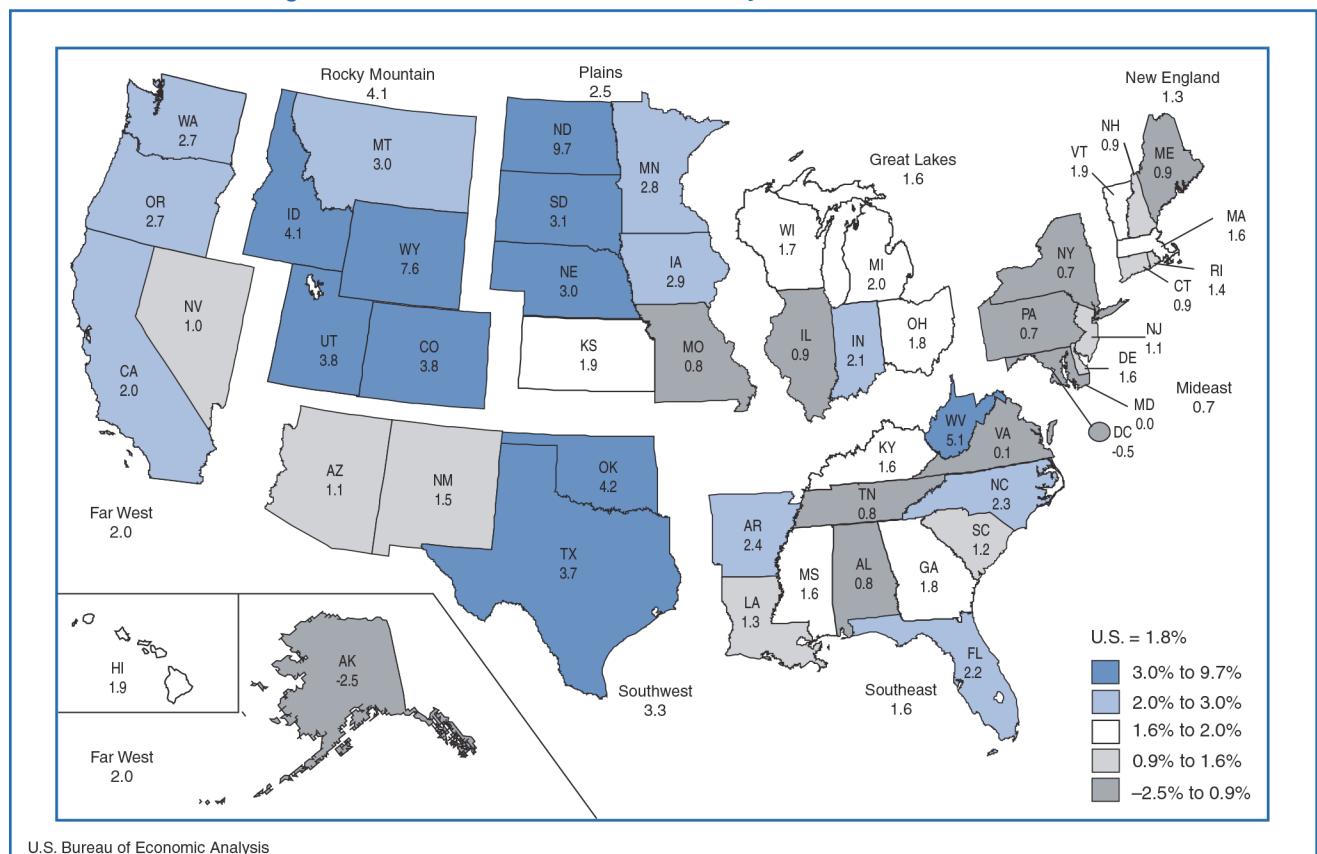 Rocky Mountain
4.1
Plains
2.5
New England
1.3
WA
2.7
MT
3.0
ND
9.7
MN
2.8
Great Lakes
1.6
NH
0.9
VT
1.9
ME
0.9
OR
2.7
ID
4.1
WY
7.6
SD
3.1
WI
1.7
MI
2.0
NY
0.7
MA
1.6
NV
1.0
NE
3.0
IA
2.9
RI
1.4
CT
0.9
UT
3.8
CO
3.8
KS
1.9
MO
0.8
IL
0.9
IN
2.1
OH
1.8
PA
0.7
NJ
1.1
DE
1.6
CA
2.0
Mideast
0.7
MD
0.0
DC
-0.5
WV
5.1
VA
0.1
KY
1.6
AZ
1.1
NM
1.5
OK
4.2
TN
0.8
NC
2.3
Far West
2.0
TX
3.7
AR
2.4
SC
1.2
MS
1.6
AL
0.8
GA
1.8
LA
1.3
HI
1.9
AK
-2.5
FL
2.2
Southwest
3.3
Southeast
1.6
Far West
2.0
U.S. = 1.8%
3.0% to 9.7%
2.0% to 3.0%
1.6% to 2.0%
0.9% to 1.6%
–2.5% to 0.9%
U.S. Bureau of Economic Analysis